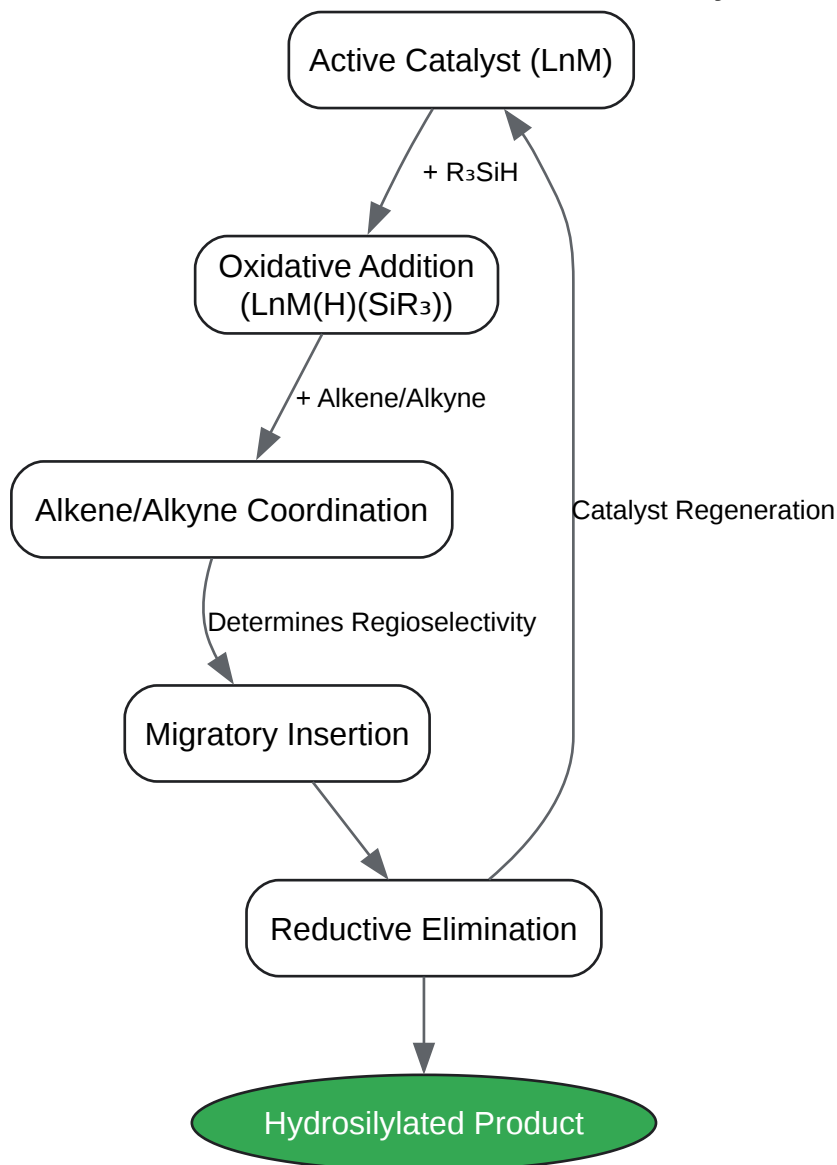 Active Catalyst (LnM)
+ R₃SiH
Oxidative Addition
(LnM(H)(SiR₃))
+ Alkene/Alkyne
Alkene/Alkyne Coordination
Catalyst Regeneration
Determines Regioselectivity
Migratory Insertion
Reductive Elimination
Hydrosilylated Product